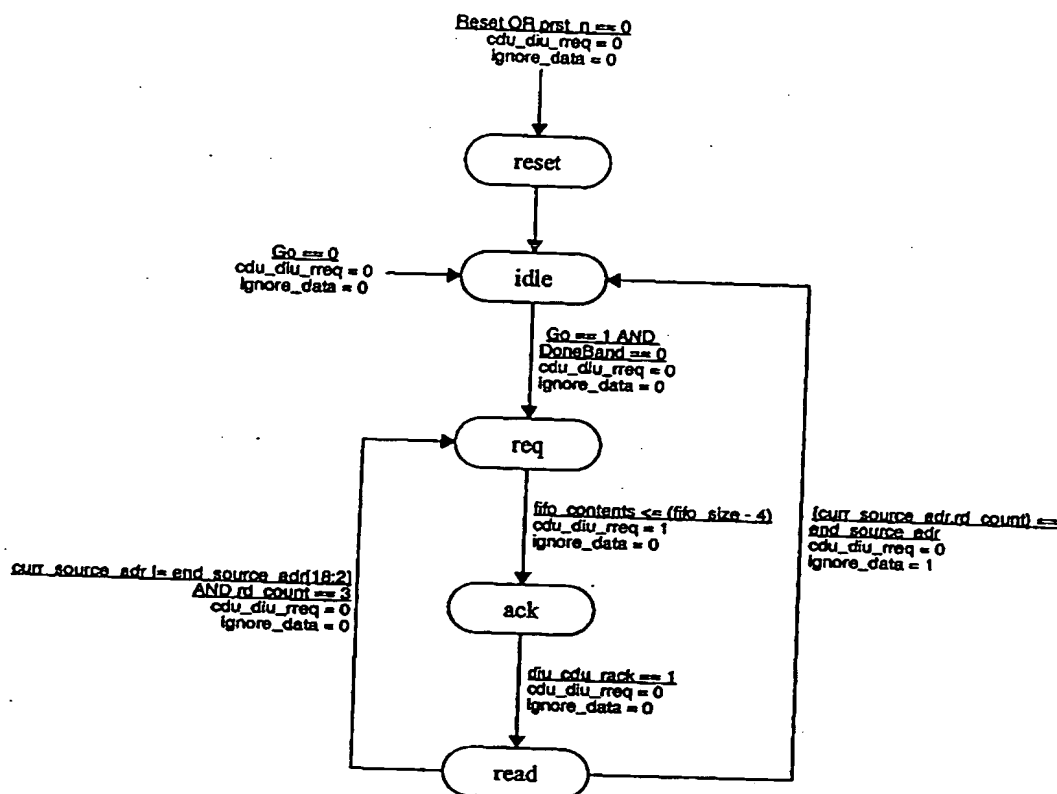 Reset OR prst_n == 0
cdu_diu_rreq = 0
ignore_data = 0
reset
Go == 0
cdu_diu_rreq = 0
ignore_data = 0
idle
Go == 1 AND
DoneBand == 0
cdu_diu_rreq = 0
ignore_data = 0
req
fifo_contents <= (fifo_size - 4)
cdu_diu_rreq = 1
ignore_data = 0
{curr_source_adr,rd_count} ==
end_source_adr
cdu_diu_rreq = 0
ignore_data = 1
curr_source_adr != end_source_adr[18:2]
AND rd_count == 3
cdu_diu_rreq = 0
ignore_data = 0
ack
diu_cdu_rack == 1
cdu_diu_rreq = 0
ignore_data = 0
read